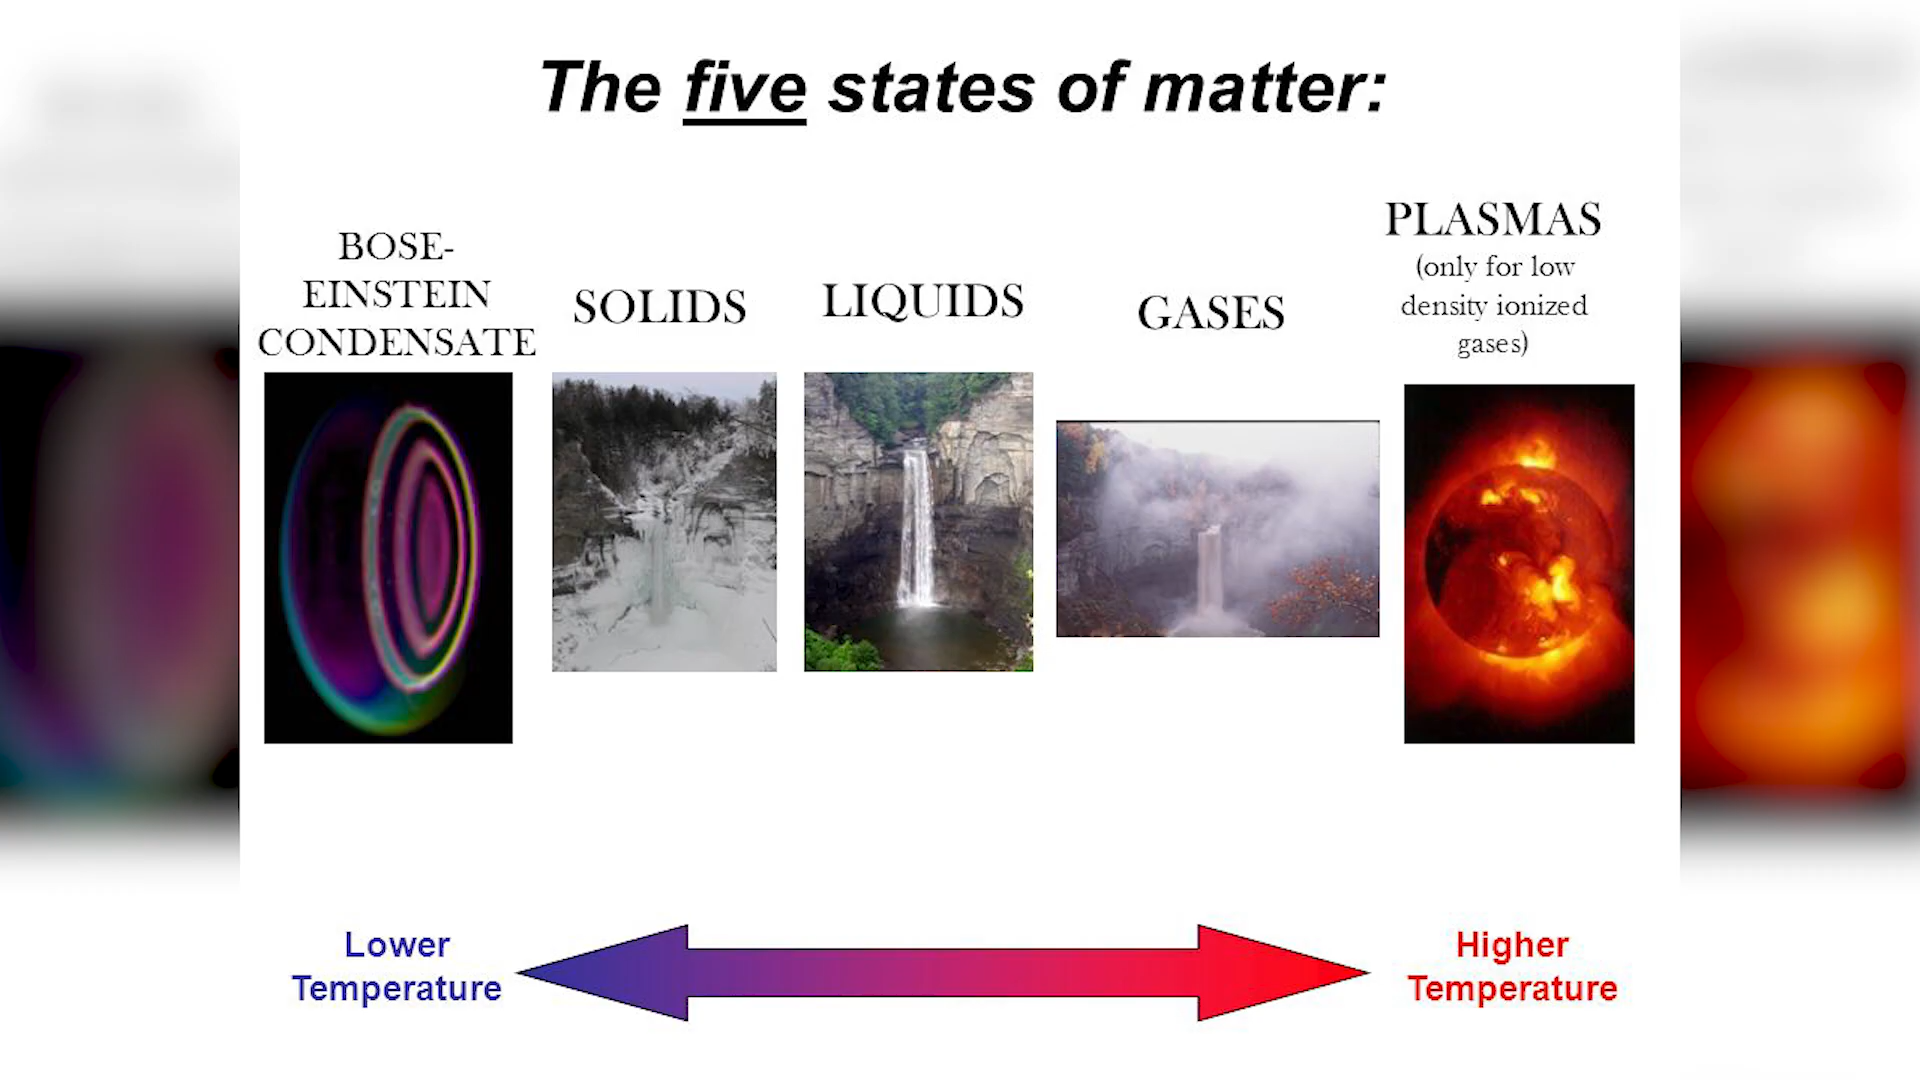 The five states of matter:
BOSE-
EINSTEIN
CONDENSATE
SOLIDS
LIQUIDS
GASES
PLASMAS
(only for low
density ionized
gases)
Lower
Temperature
Higher
Temperature